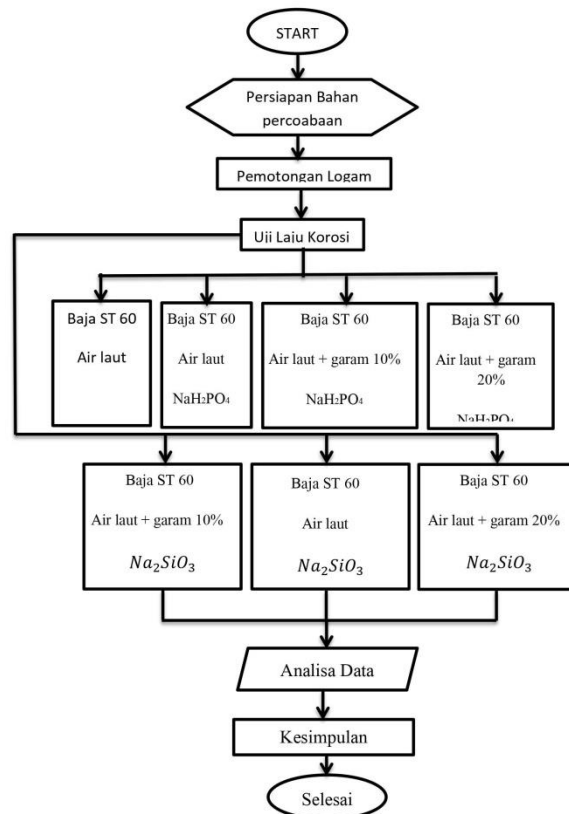 START
Persiapan Bahan
percoabaan
Pemotongan Logam
Uji Laju Korosi
Baja ST 60
Air laut
Baja ST 60
Air laut
NaH₂PO₄
Baja ST 60
Air laut + garam 10%
NaH₂PO₄
Baja ST 60
Air laut + garam
20%
NaH₂PO₄
Baja ST 60
Air laut + garam 10%
Na₂SiO₃
Baja ST 60
Air laut
Na₂SiO₃
Baja ST 60
Air laut + garam 20%
Na₂SiO₃
Analisa Data
Kesimpulan
Selesai